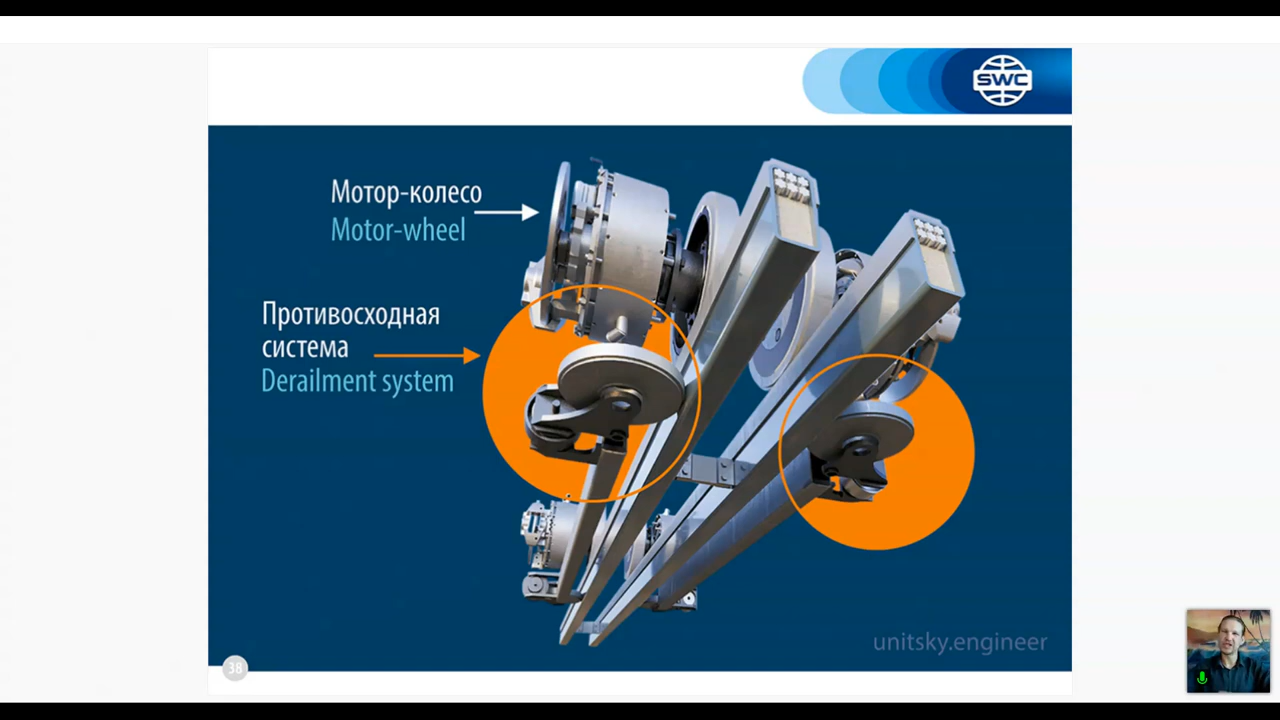 SWC
Мотор-колесо
Motor-wheel
Противосходная
система
Derailment system
unitsky.engineer
38